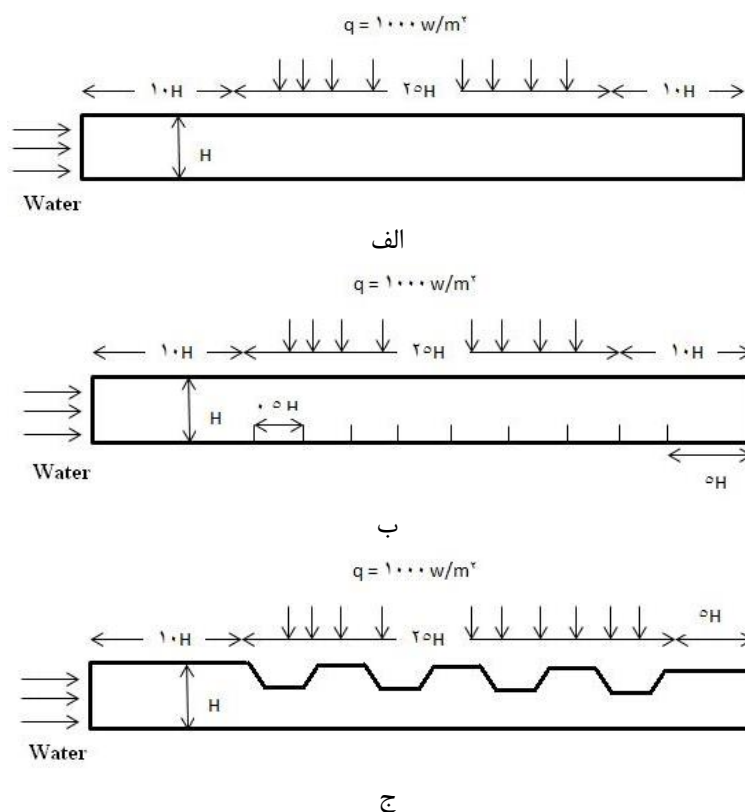 q = ۱۰۰۰ w/m۲
۱۰H ۲۵H ۱۰H
H
Water
الف
q = ۱۰۰۰ w/m۲
۱۰H ۲۵H ۱۰H
H ۰ ۵ H
Water
۵H
ب
q = ۱۰۰۰ w/m۲
۵H
۱۰H ۲۵H
H
Water
ج